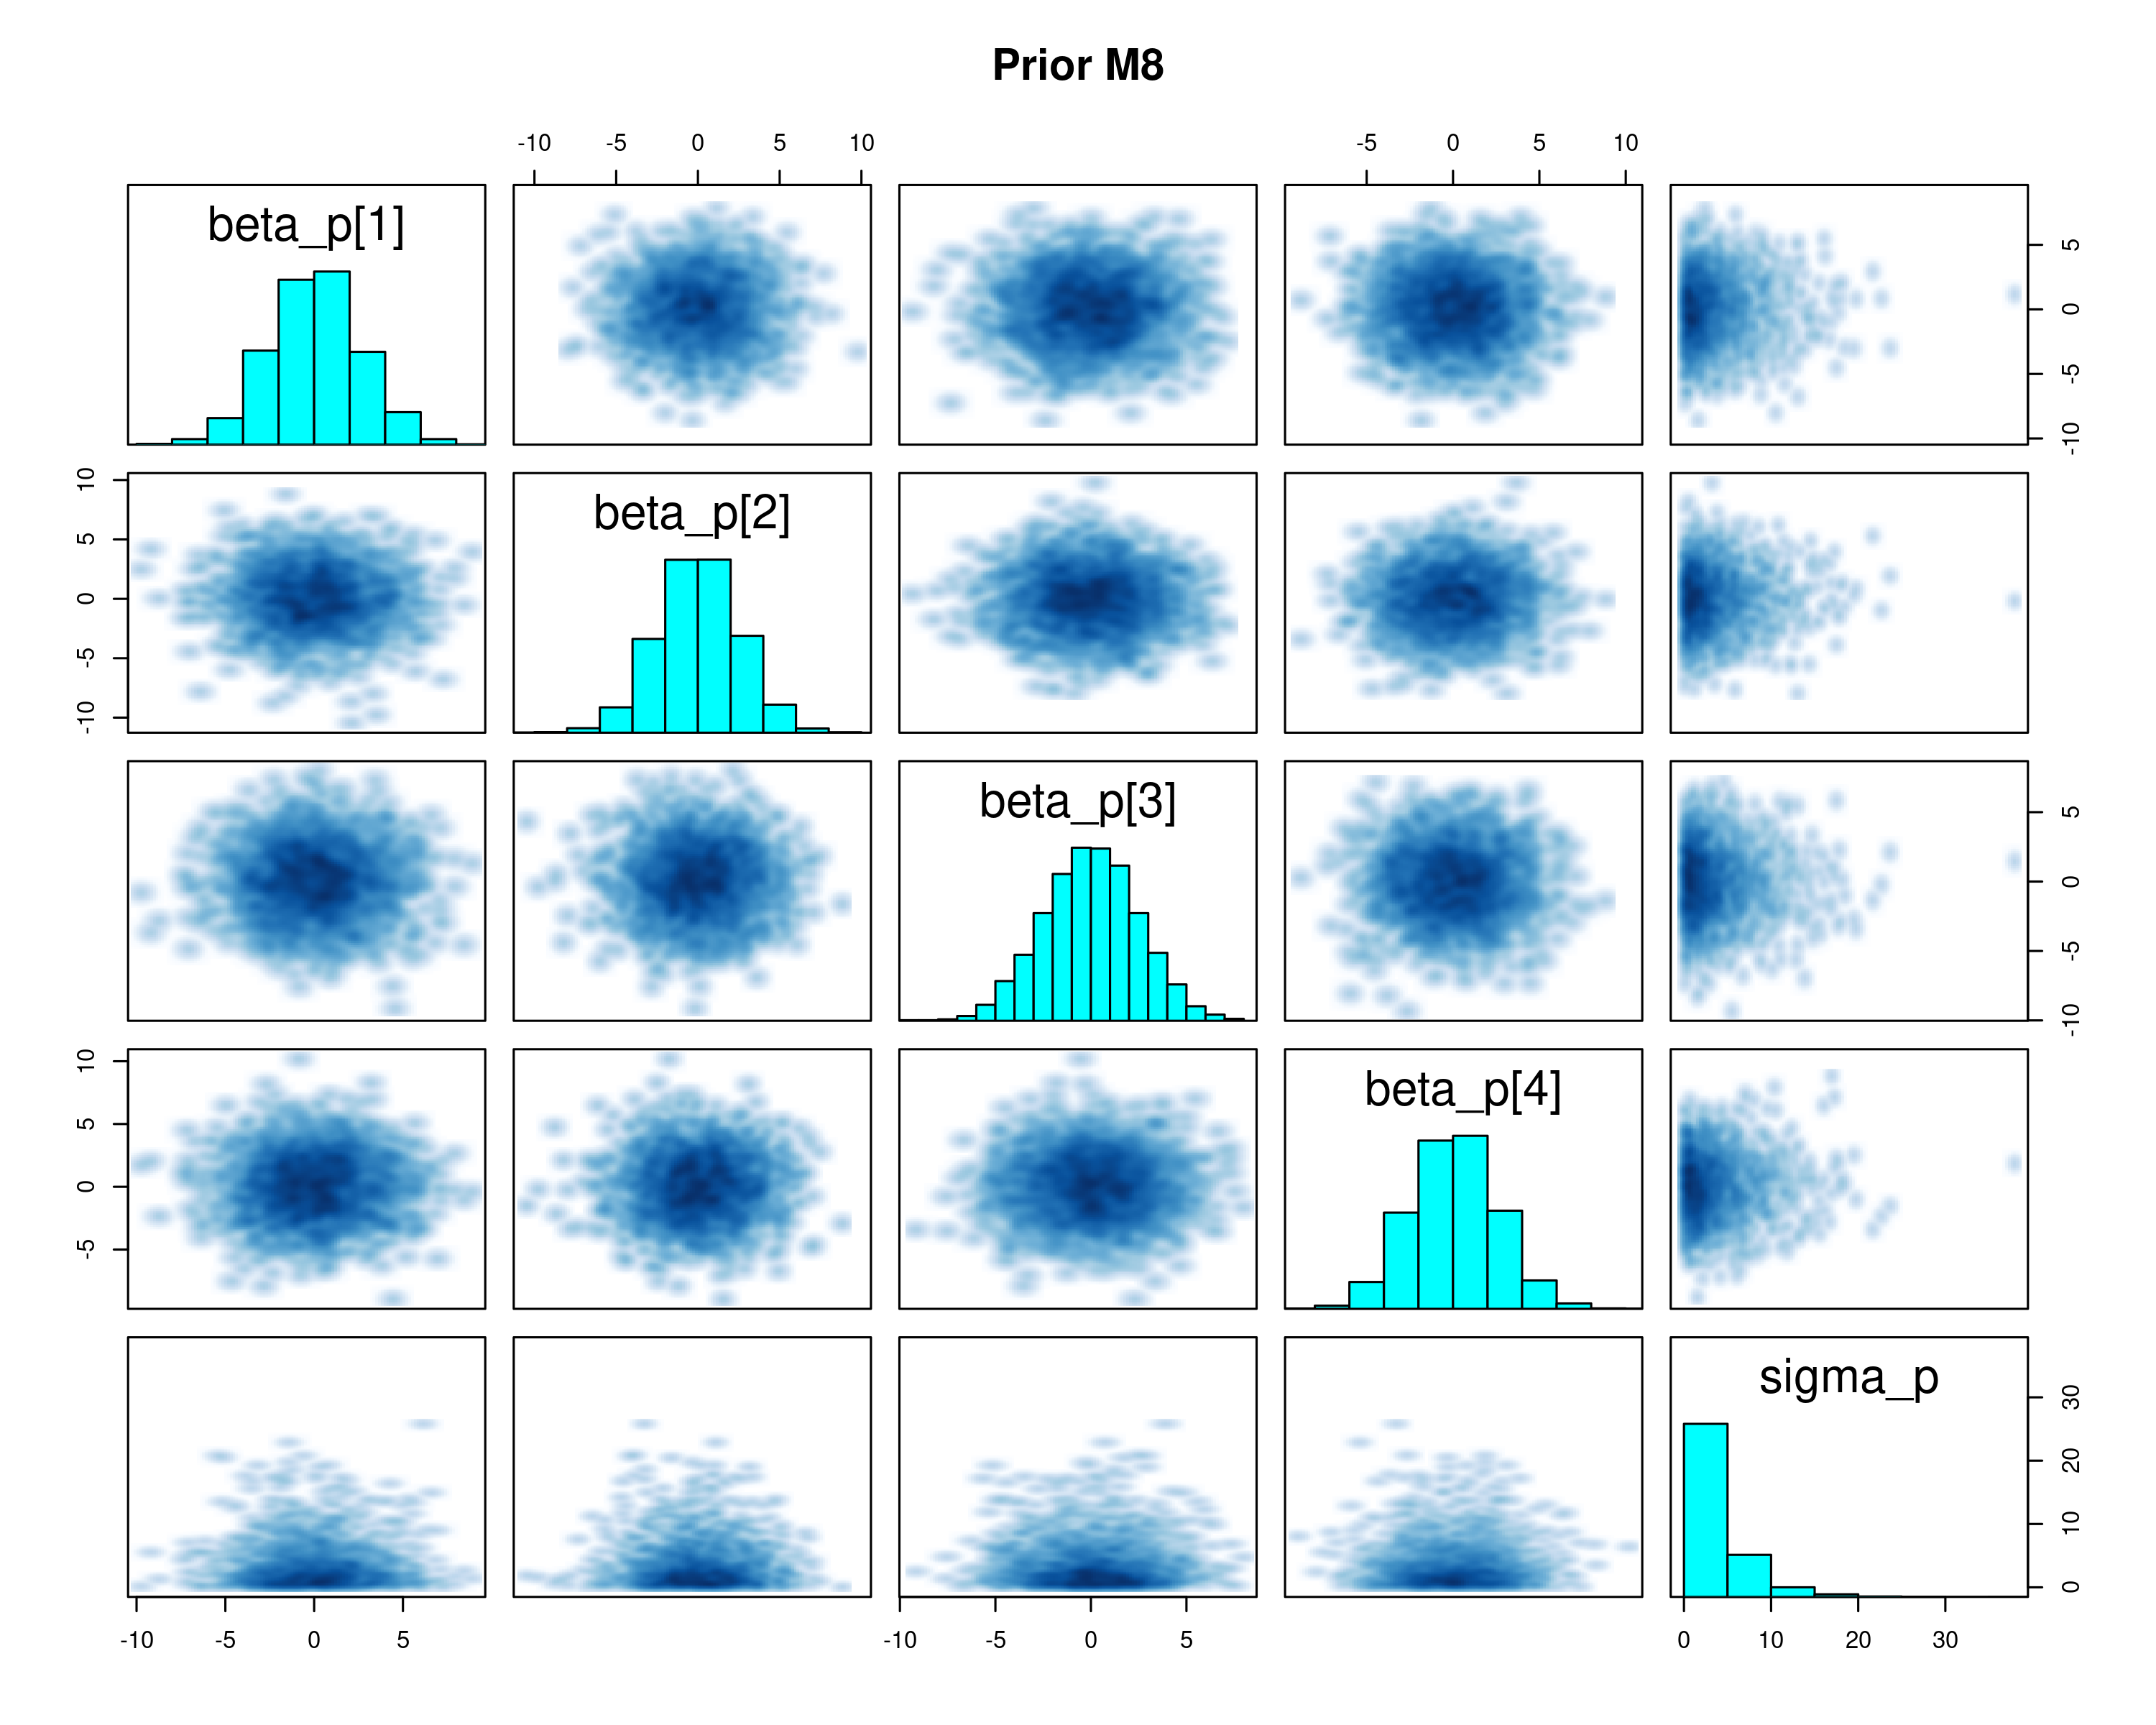 Prior M8
-10 -5 0 5 10 -5 0 5 10
beta_p[1]
-10 -5 0 5
-10 -5 0 5 10
beta_p[2]
beta_p[3]
-10 -5 0 5
-5 0 5 10
beta_p[4]
sigma_p
0 10 20 30
-10 -5 0 5 -10 -5 0 5 0 10 20 30